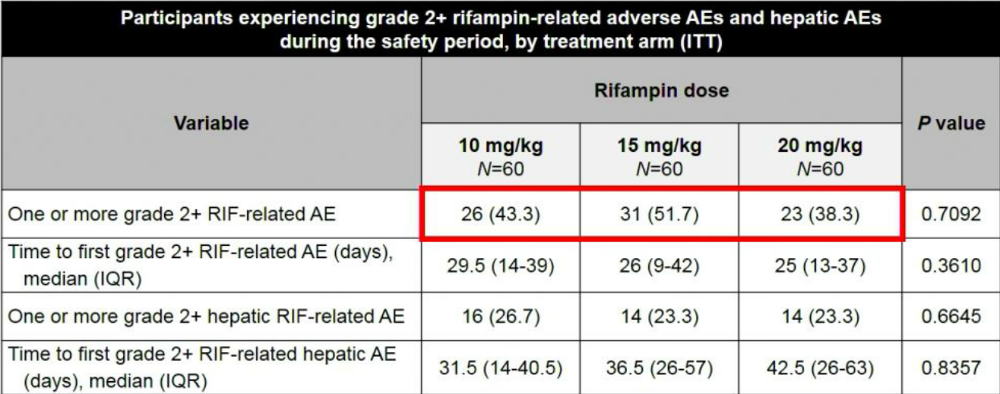 Participants experiencing grade 2+ rifampin-related adverse AEs and hepatic AEs
during the safety period, by treatment arm (ITT)
Variable
Rifampin dose
P value
10 mg/kg
N=60
15 mg/kg
N=60
20 mg/kg
N=60
One or more grade 2+ RIF-related AE 26 (43.3) 31 (51.7) 23 (38.3) 0.7092
Time to first grade 2+ RIF-related AE (days),
median (IQR) 29.5 (14-39) 26 (9-42) 25 (13-37) 0.3610
One or more grade 2+ hepatic RIF-related AE 16 (26.7) 14 (23.3) 14 (23.3) 0.6645
Time to first grade 2+ RIF-related hepatic AE
(days), median (IQR) 31.5 (14-40.5) 36.5 (26-57) 42.5 (26-63) 0.8357